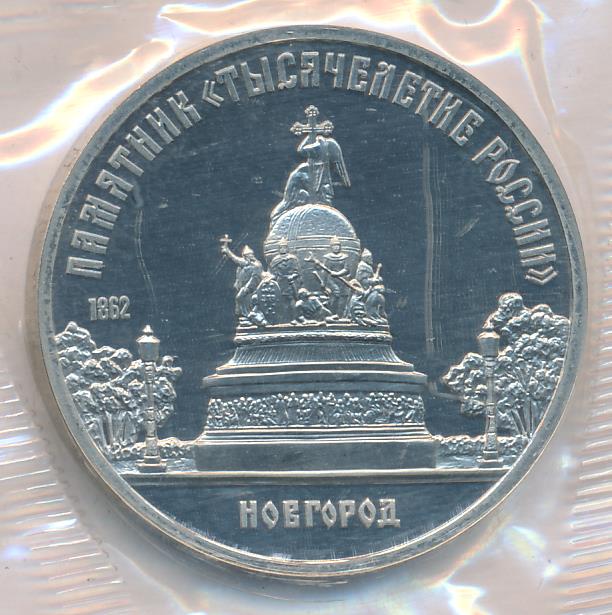 ПАМЯТНИК «ТЫСЯЧЕЛЕТИЕ РОССИИ»
1862
НОВГОРОД